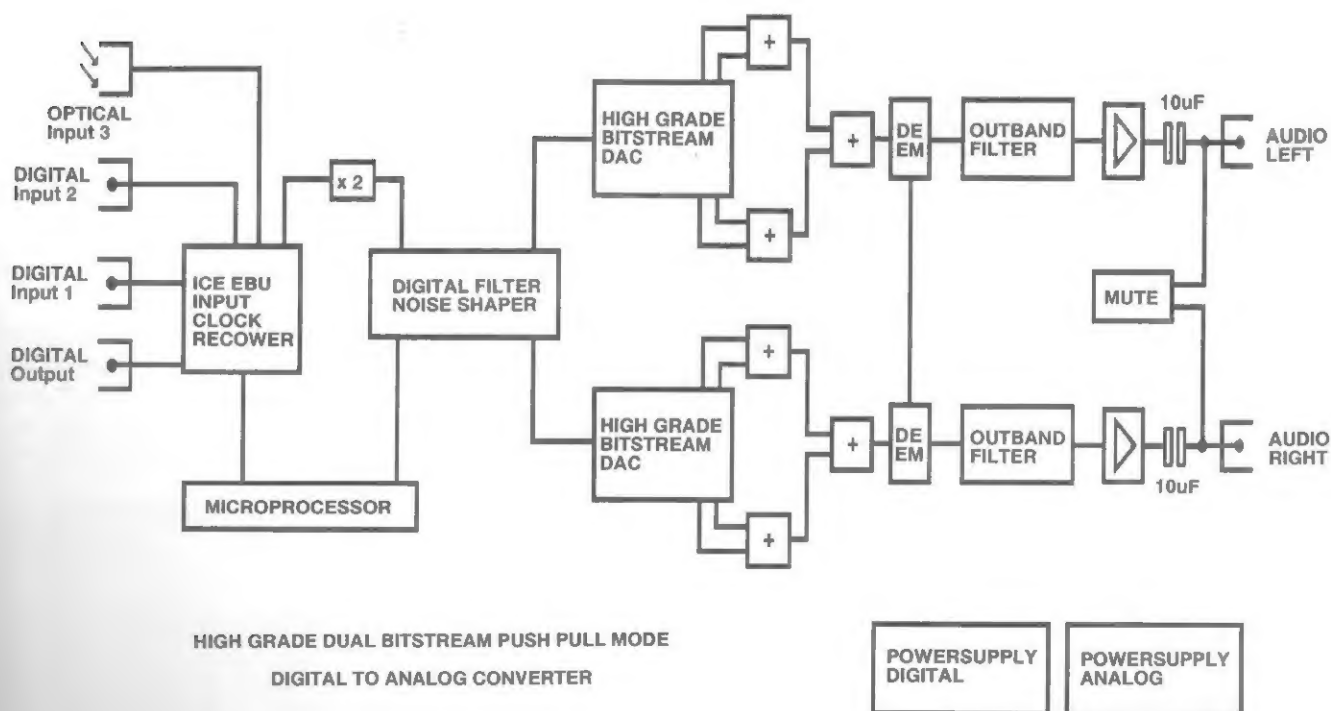 OPTICAL
Input 3
DIGITAL
Input 2
DIGITAL
Input 1
DIGITAL
Output
ICE EBU
INPUT
CLOCK
RECOWER
x 2
DIGITAL FILTER
NOISE SHAPER
MICROPROCESSOR
HIGH GRADE
BITSTREAM
DAC
+
+
+
DE
EM
OUTBAND
FILTER
10uF
AUDIO
LEFT
MUTE
HIGH GRADE
BITSTREAM
DAC
+
+
+
DE
EM
OUTBAND
FILTER
10uF
AUDIO
RIGHT
HIGH GRADE DUAL BITSTREAM PUSH PULL MODE
DIGITAL TO ANALOG CONVERTER
POWERSUPPLY
DIGITAL
POWERSUPPLY
ANALOG